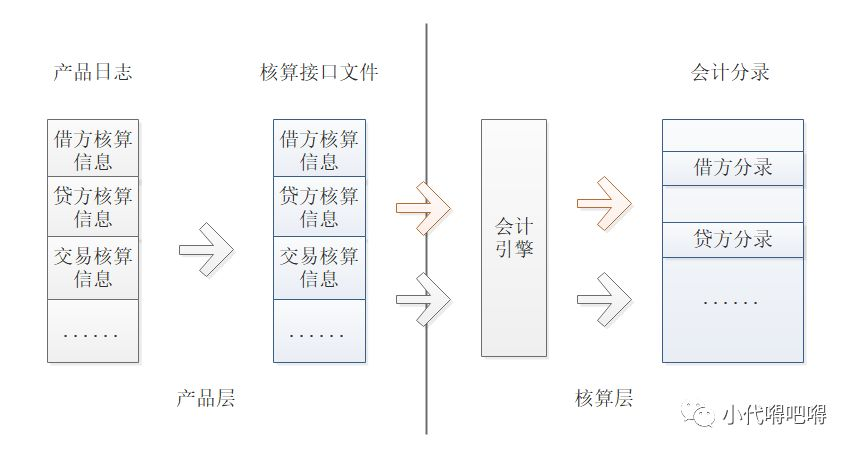 产品日志
核算接口文件
会计分录
借方核算
信息
贷方核算
信息
交易核算
信息
······
借方核算
信息
贷方核算
信息
交易核算
信息
······
会计
引擎
借方分录
贷方分录
······
产品层
核算层
小代嘚吧嘚